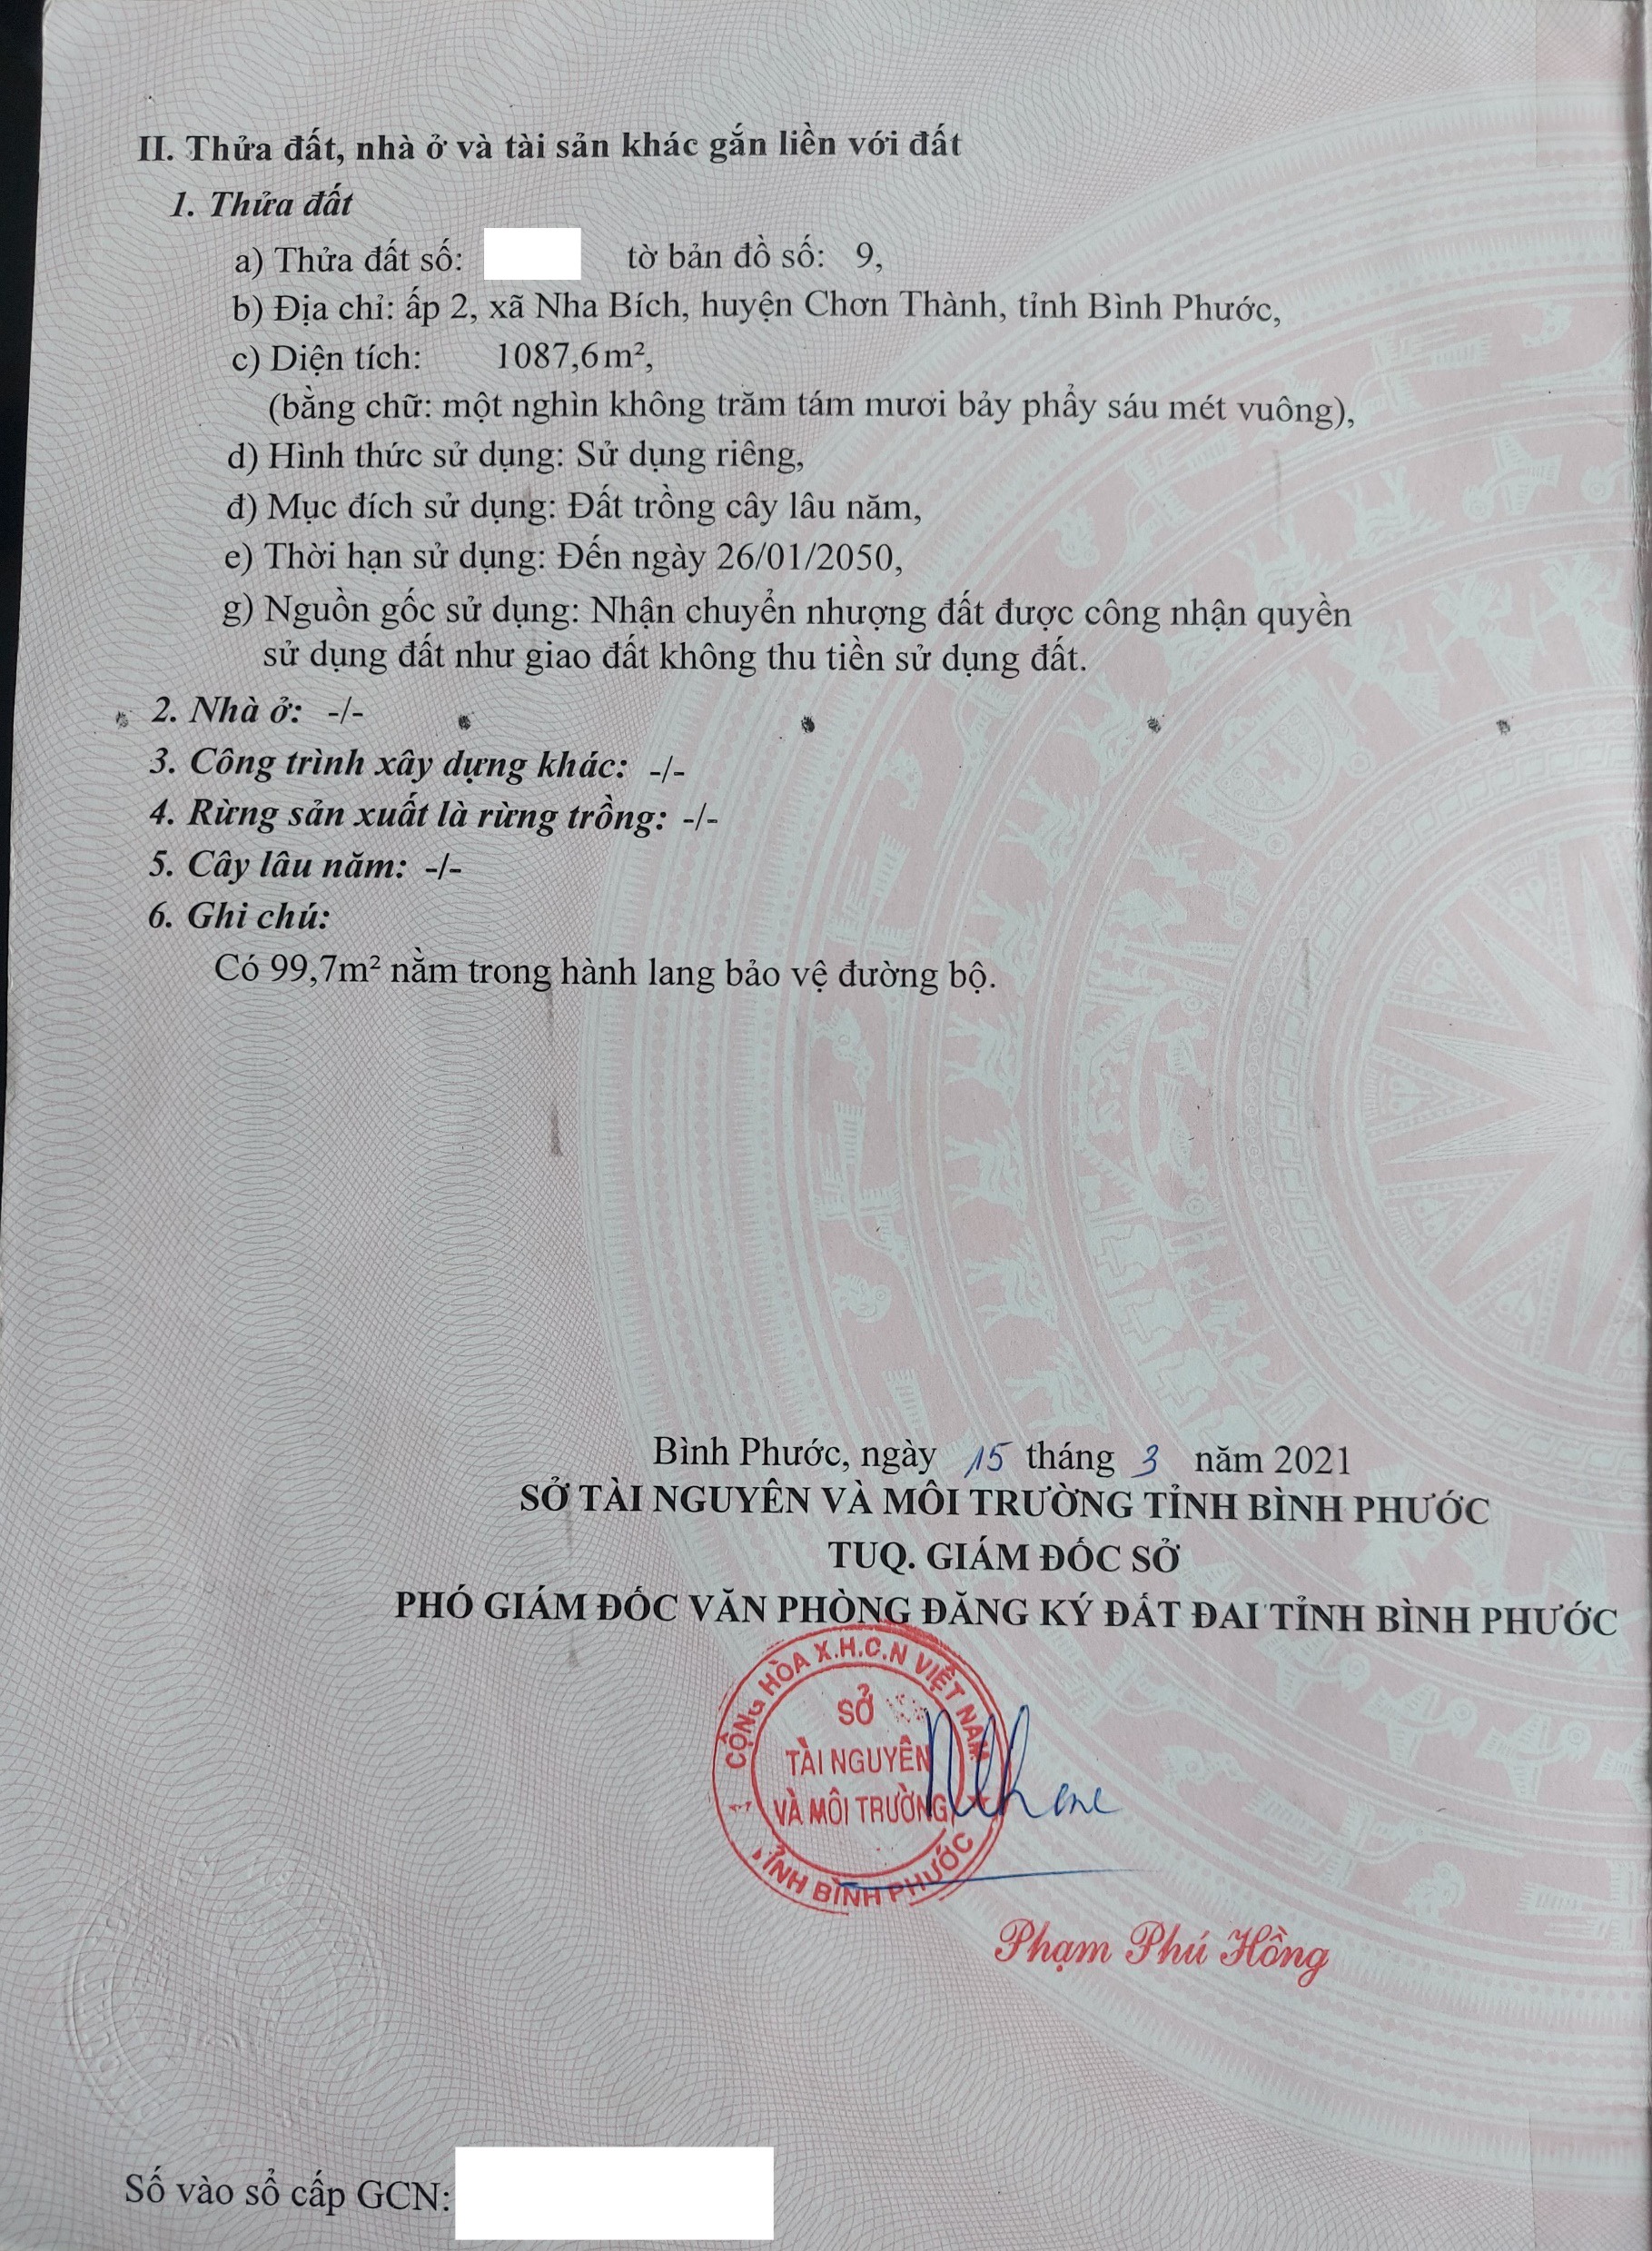 II. Thửa đất, nhà ở và tài sản khác gắn liền với đất
1. Thửa đất
a) Thửa đất số: tờ bản đồ số: 9,
b) Địa chỉ: ấp 2, xã Nha Bích, huyện Chơn Thành, tỉnh Bình Phước,
c) Diện tích: 1087,6m²,
(bằng chữ: một nghìn không trăm tám mươi bảy phẩy sáu mét vuông),
d) Hình thức sử dụng: Sử dụng riêng,
đ) Mục đích sử dụng: Đất trồng cây lâu năm,
e) Thời hạn sử dụng: Đến ngày 26/01/2050,
g) Nguồn gốc sử dụng: Nhận chuyển nhượng đất được công nhận quyền
sử dụng đất như giao đất không thu tiền sử dụng đất.
2. Nhà ở: -/-
3. Công trình xây dựng khác: -/-
4. Rừng sản xuất là rừng trồng: -/-
5. Cây lâu năm: -/-
6. Ghi chú:
Có 99,7m² nằm trong hành lang bảo vệ đường bộ.
Bình Phước, ngày 15 tháng 3 năm 2021
SỞ TÀI NGUYÊN VÀ MÔI TRƯỜNG TỈNH BÌNH PHƯỚC
TUQ. GIÁM ĐỐC SỞ
PHÓ GIÁM ĐỐC VĂN PHÒNG ĐĂNG KÝ ĐẤT ĐAI TỈNH BÌNH PHƯỚC
CỘNG HÒA X.H.C.N VIỆT NAM
SỞ
TÀI NGUYÊN
VÀ MÔI TRƯỜNG
TỈNH BÌNH PHƯỚC
Phạm Phú Hồng
Số vào sổ cấp GCN: